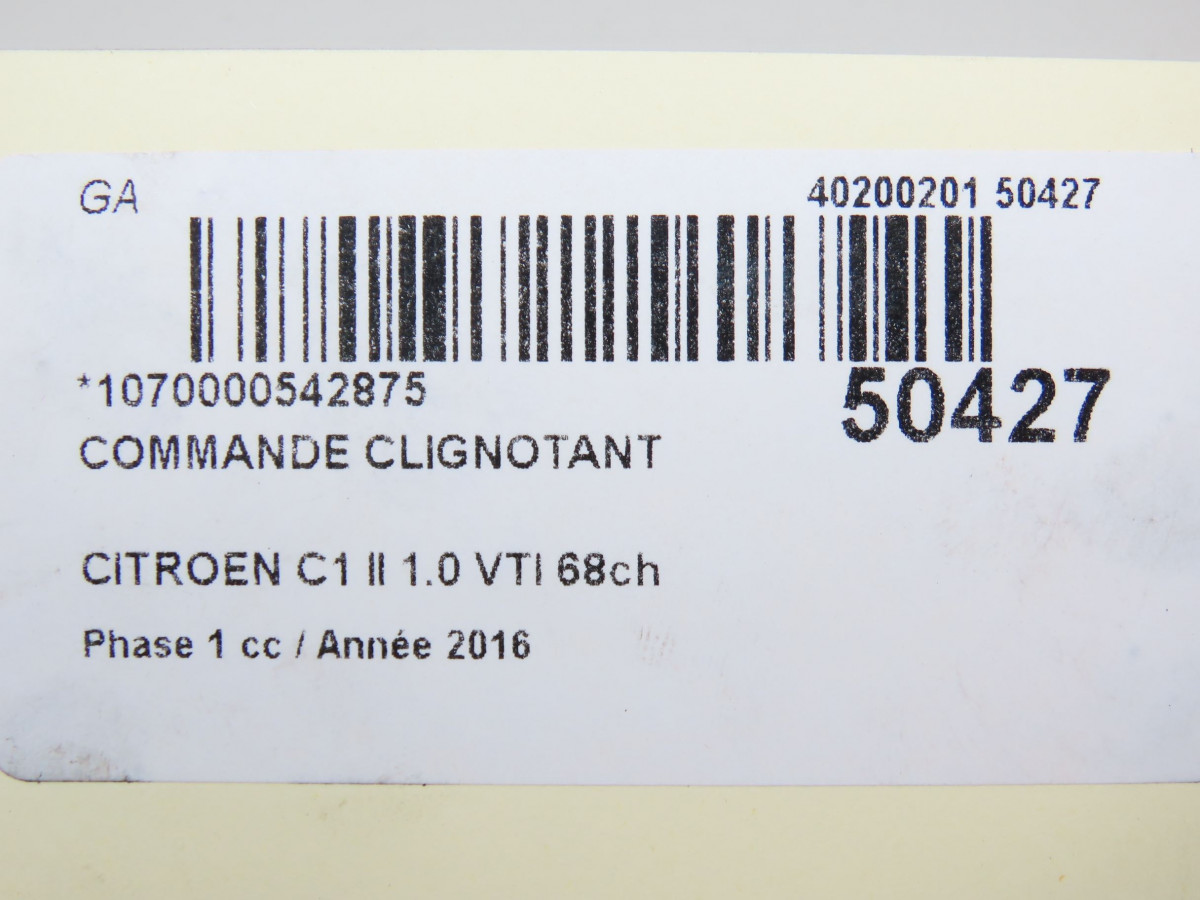 GA 40200201 50427
*1070000542875 50427
COMMANDE CLIGNOTANT
CITROEN C1 II 1.0 VTI 68ch
Phase 1 cc / Année 2016